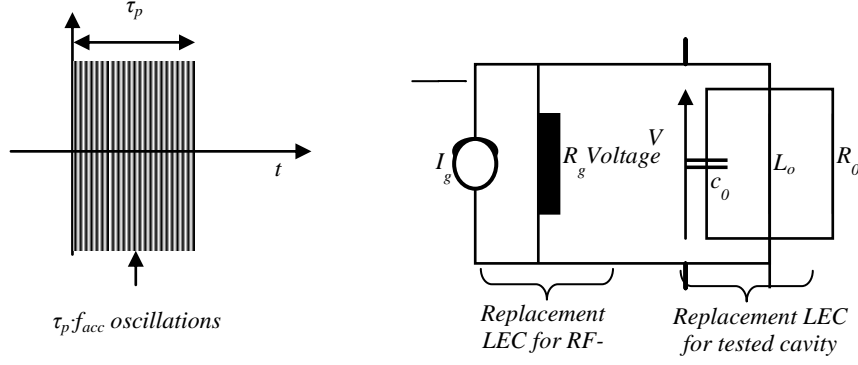 τp
t
τp·facc oscillations
Ig
Rg Voltage
V
c0
Lo
R0
Replacement
LEC for RF-
Replacement LEC
for tested cavity